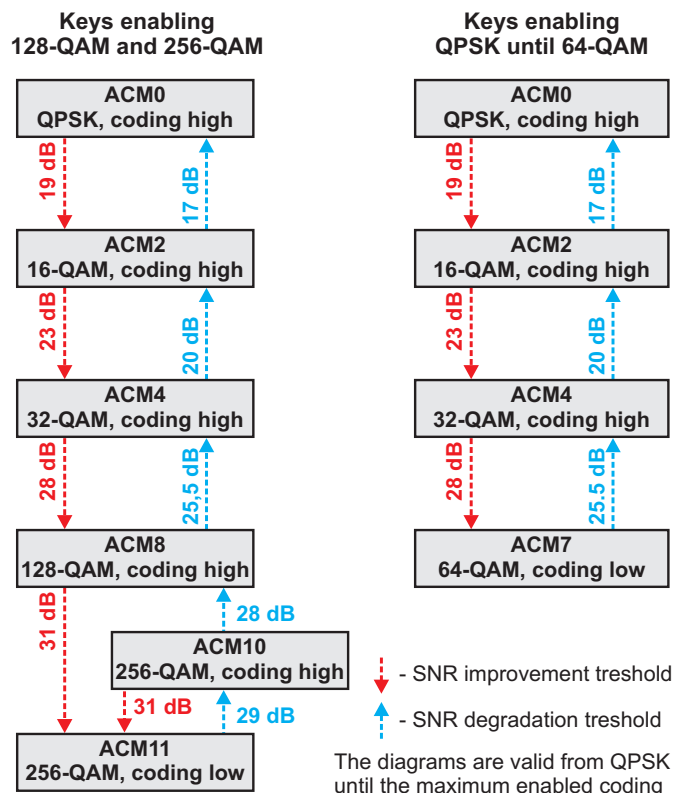 Keys enabling
128-QAM and 256-QAM
ACM0
QPSK, coding high
19 dB
17 dB
ACM2
16-QAM, coding high
23 dB
20 dB
ACM4
32-QAM, coding high
28 dB
25,5 dB
ACM8
128-QAM, coding high
31 dB
28 dB
ACM10
256-QAM, coding high
31 dB
29 dB
ACM11
256-QAM, coding low
Keys enabling
QPSK until 64-QAM
ACM0
QPSK, coding high
19 dB
17 dB
ACM2
16-QAM, coding high
23 dB
20 dB
ACM4
32-QAM, coding high
28 dB
25.5 dB
ACM7
64-QAM, coding low
- SNR improvement treshold
- SNR degradation treshold
The diagrams are valid from QPSK
until the maximum enabled coding